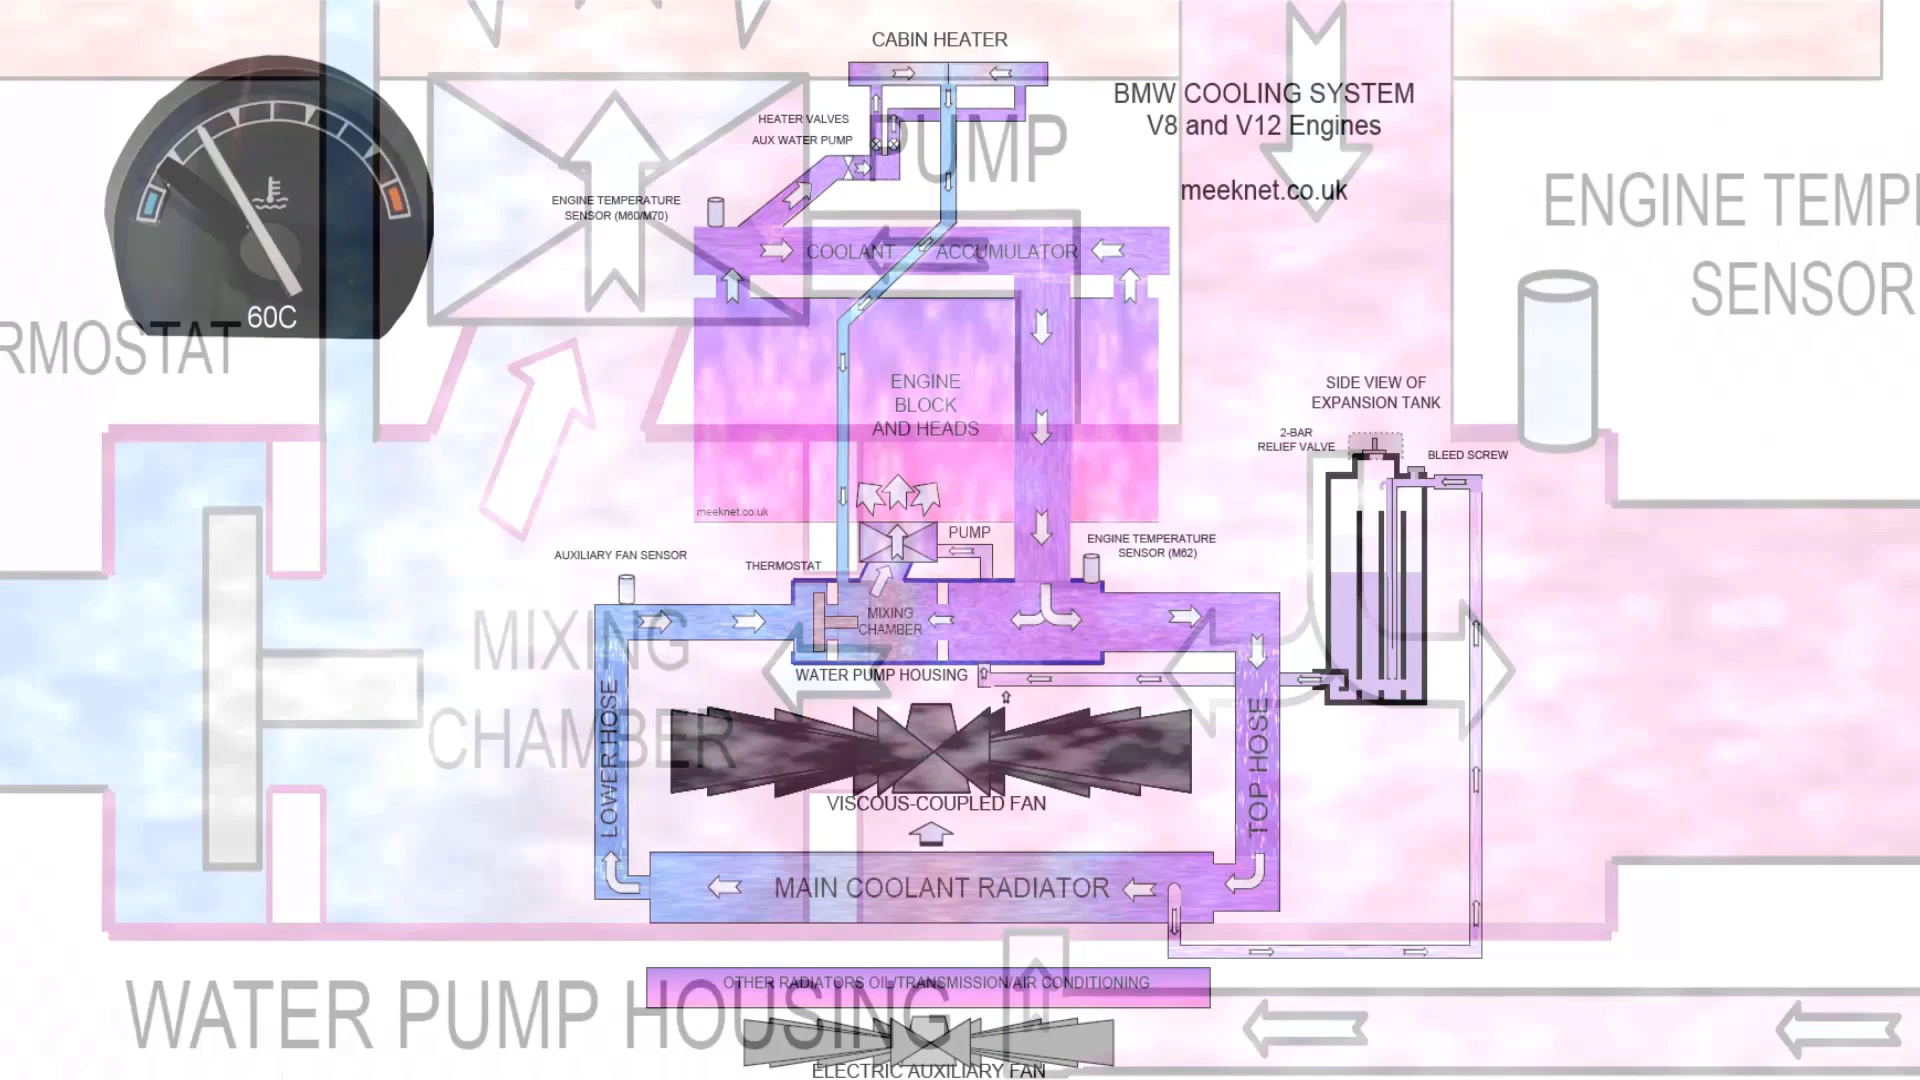 CABIN HEATER
BMW COOLING SYSTEM
V8 and V12 Engines
meeknet.co.uk
HEATER VALVES
AUX WATER PUMP
PUMP
ENGINE TEMPERATURE
SENSOR (M60/M70)
ENGINE TEMPE
SENSOR
COOLANT ACCUMULATOR
60C
RMOSTAT
ENGINE
BLOCK
AND HEADS
SIDE VIEW OF
EXPANSION TANK
2-BAR
RELIEF VALVE
BLEED SCREW
meeknet.co.uk
PUMP
ENGINE TEMPERATURE
SENSOR (M62)
AUXILIARY FAN SENSOR
THERMOSTAT
MIXING
CHAMBER
MIXING
CHAMBER
WATER PUMP HOUSING
LOWER HOSE
TOP HOSE
VISCOUS-COUPLED FAN
MAIN COOLANT RADIATOR
OTHER RADIATORS OIL/TRANSMISSION/AIR CONDITIONING
WATER PUMP HOUSING
ELECTRIC AUXILIARY FAN